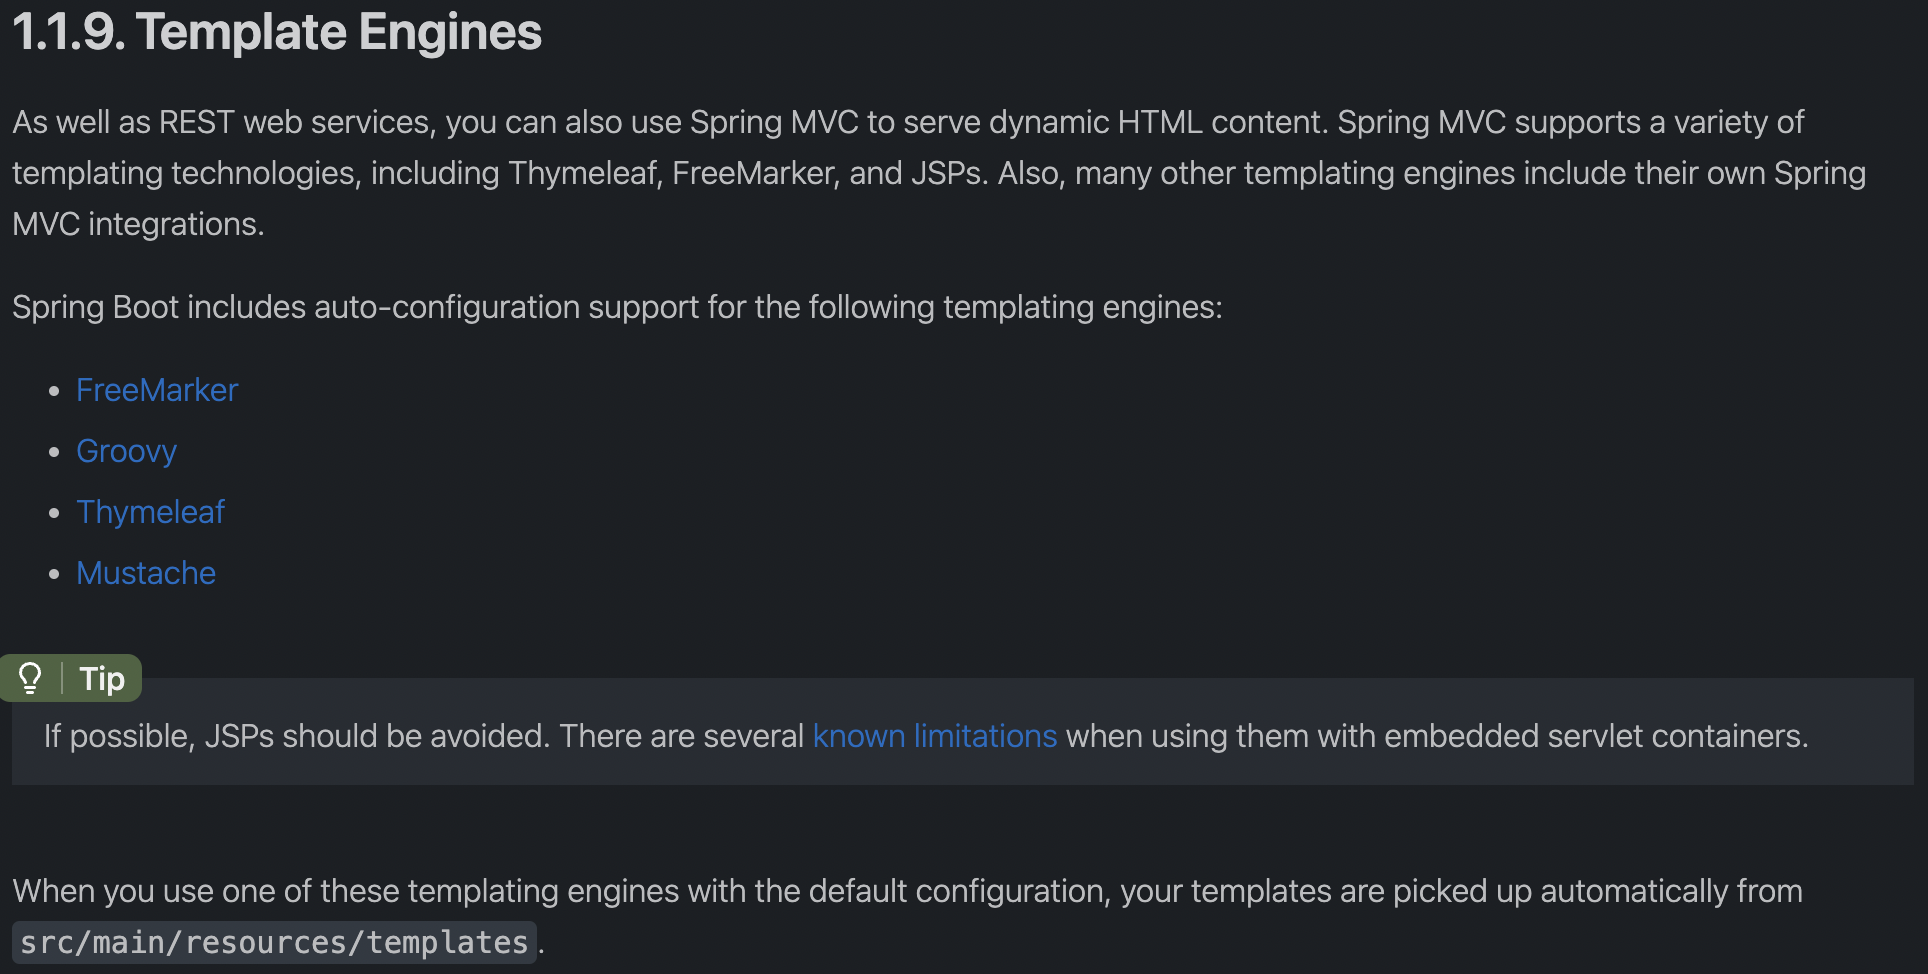 1.1.9. Template Engines
As well as REST web services, you can also use Spring MVC to serve dynamic HTML content. Spring MVC supports a variety of
templating technologies, including Thymeleaf, FreeMarker, and JSPs. Also, many other templating engines include their own Spring
MVC integrations.
Spring Boot includes auto-configuration support for the following templating engines:
• FreeMarker
• Groovy
• Thymeleaf
• Mustache
Tip
If possible, JSPs should be avoided. There are several known limitations when using them with embedded servlet containers.
When you use one of these templating engines with the default configuration, your templates are picked up automatically from
src/main/resources/templates.